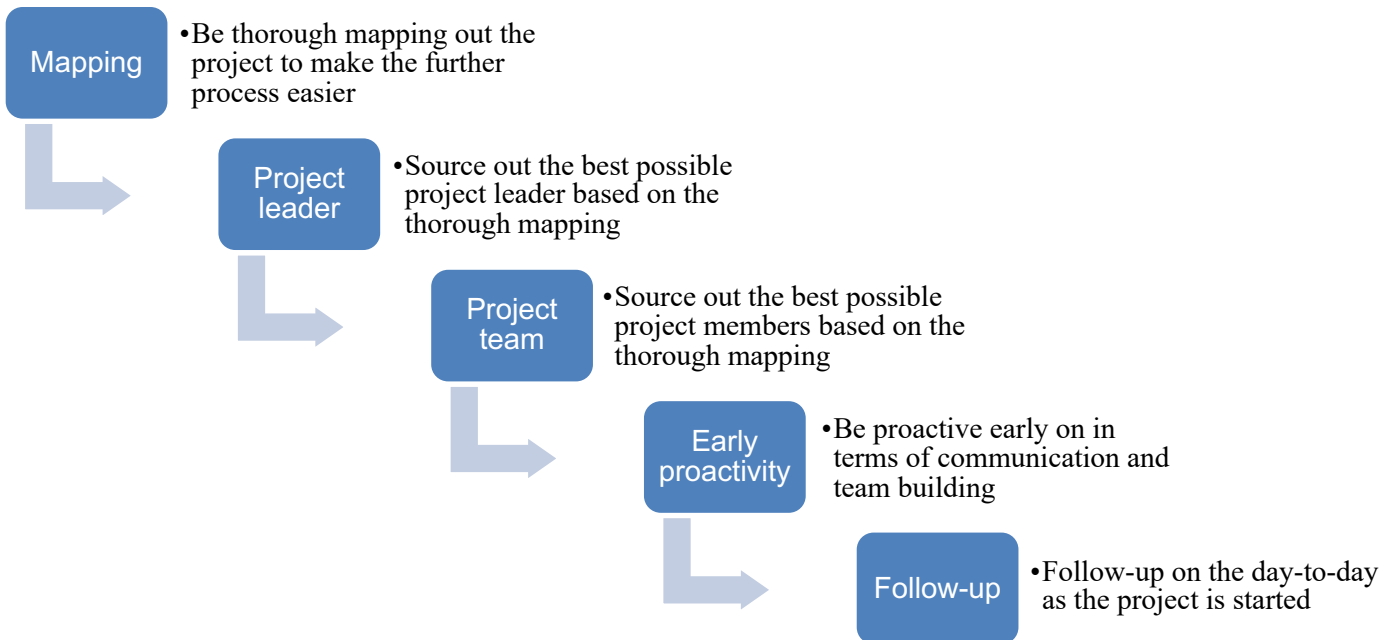 Mapping
•Be thorough mapping out the
project to make the further
process easier
Project
leader
•Source out the best possible
project leader based on the
thorough mapping
Project
team
•Source out the best possible
project members based on the
thorough mapping
Early
proactivity
•Be proactive early on in
terms of communication and
team building
Follow-up
•Follow-up on the day-to-day
as the project is started